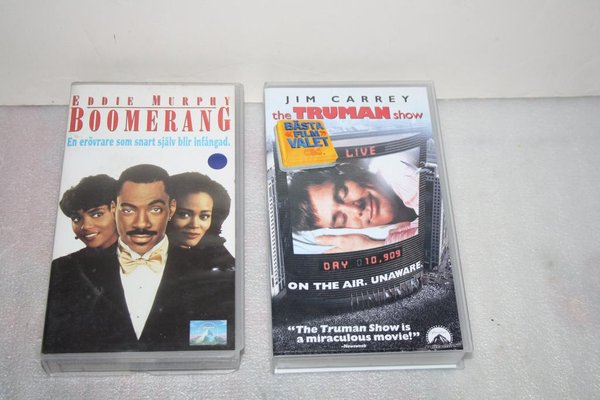 EDDIE MURPHY
BOOMERANG
En erövrare som snart själv blir infångad.
JIM CARREY
the TRUMAN show
BÄSTA
FILM
VALET
LIVE
DAY 10,909
ON THE AIR. UNAWARE.
"The Truman Show is
a miraculous movie!"
–Newsweek